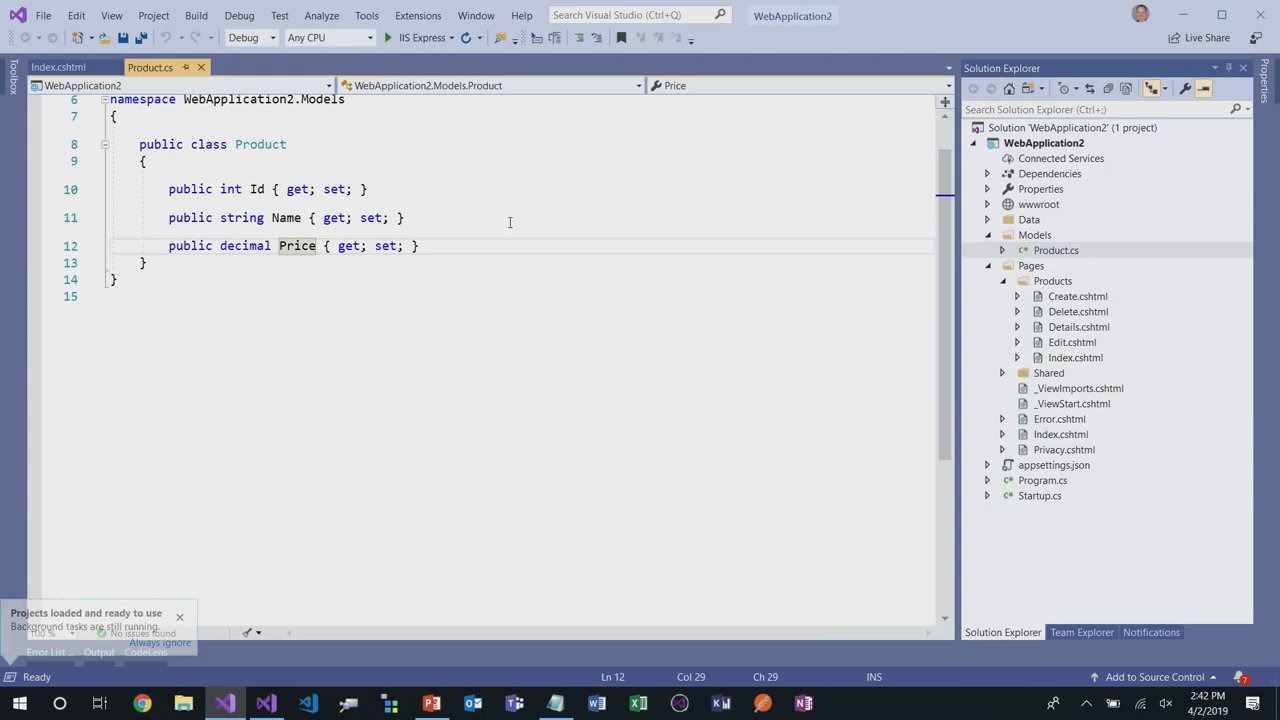 File Edit View Project Build Debug Test Analyze Tools Extensions Window Help Search Visual Studio (Ctrl+Q) WebApplication2
Debug Any CPU IIS Express Live Share
Toolbox
Index.cshtml Product.cs
WebApplication2 WebApplication2.Models.Product Price
6 namespace WebApplication2.Models
7 {
8 public class Product
9 {
10 public int Id { get; set; }
11 public string Name { get; set; }
12 public decimal Price { get; set; }
13 }
14 }
15
Solution Explorer
Search Solution Explorer (Ctrl+;)
Solution 'WebApplication2' (1 project)
WebApplication2
Connected Services
Dependencies
Properties
wwwroot
Data
Models
Product.cs
Pages
Products
Create.cshtml
Delete.cshtml
Details.cshtml
Edit.cshtml
Index.cshtml
Shared
_ViewImports.cshtml
_ViewStart.cshtml
Error.cshtml
Index.cshtml
Privacy.cshtml
appsettings.json
Program.cs
Startup.cs
Properties
Projects loaded and ready to use
Background tasks are still running.
100 % No issues found
Always ignore
Error List ... Output CodeLens
Solution Explorer Team Explorer Notifications
Ready Ln 12 Col 29 Ch 29 INS Add to Source Control 7
2:42 PM
4/2/2019